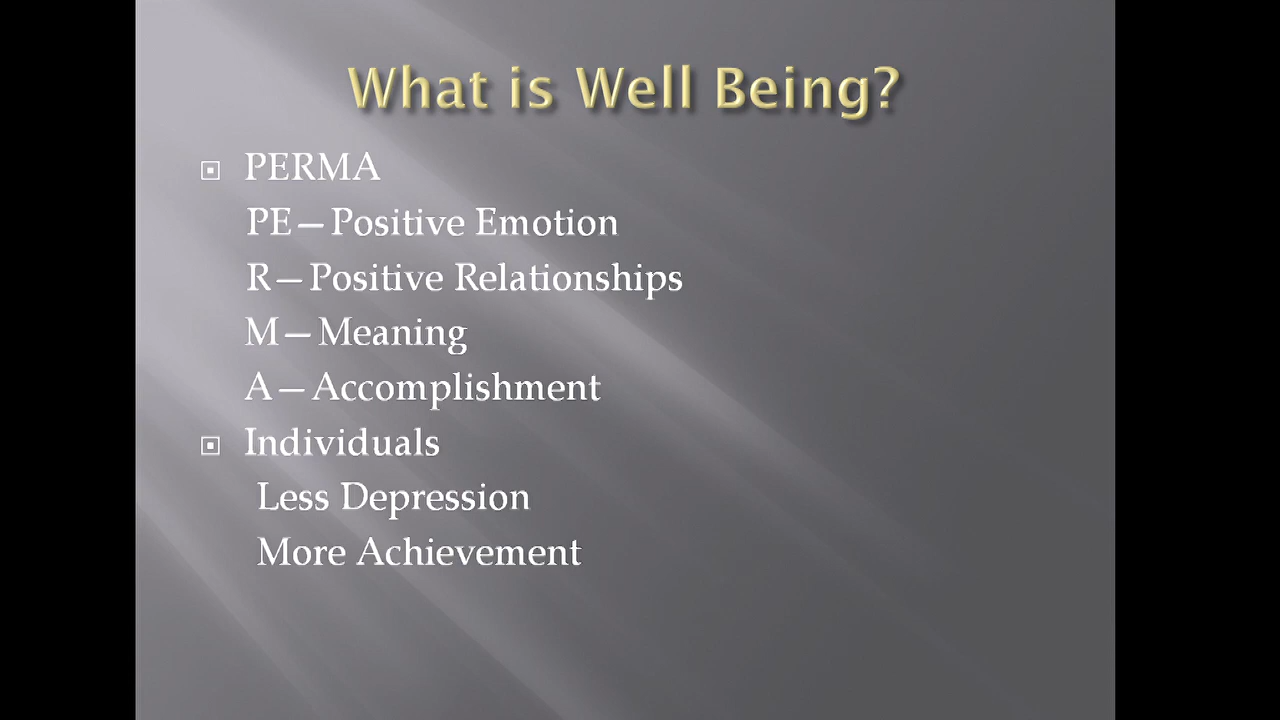 What is Well Being?
PERMA
PE—Positive Emotion
R—Positive Relationships
M—Meaning
A—Accomplishment
Individuals
Less Depression
More Achievement